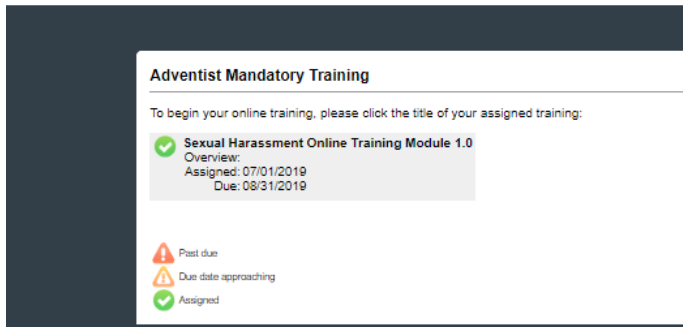 Adventist Mandatory Training
To begin your online training, please click the title of your assigned training:
Sexual Harassment Online Training Module 1.0
Overview:
Assigned: 07/01/2019
Due: 08/31/2019
Past due
Due date approaching
Assigned